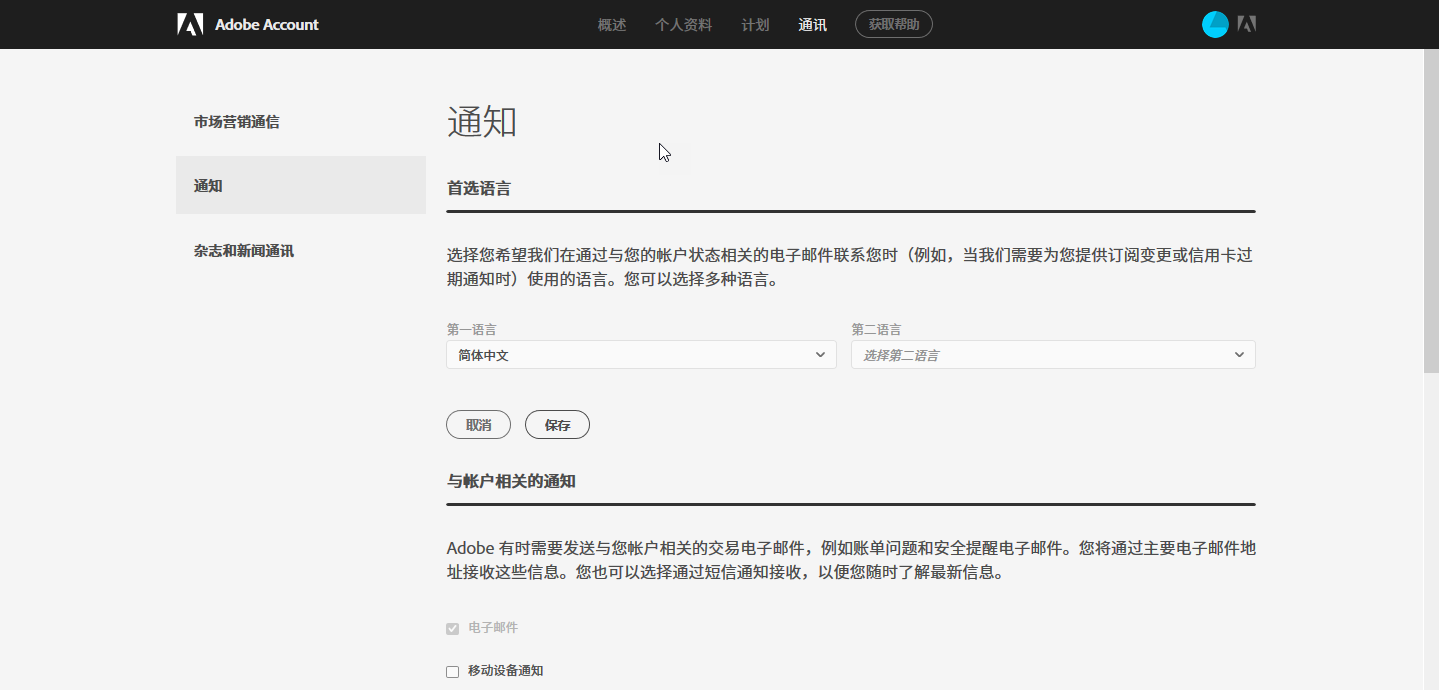 Adobe Account
概述
个人资料
计划
通讯
获取帮助
市场营销通信
通知
杂志和新闻通讯
通知
首选语言
选择您希望我们在通过与您的帐户状态相关的电子邮件联系您时（例如，当我们需要为您提供订阅变更或信用卡过
期通知时）使用的语言。您可以选择多种语言。
第一语言
简体中文
第二语言
选择第二语言
取消
保存
与帐户相关的通知
Adobe 有时需要发送与您帐户相关的交易电子邮件，例如账单问题和安全提醒电子邮件。您将通过主要电子邮件地
址接收这些信息。您也可以选择通过短信通知接收，以便您随时了解最新信息。
电子邮件
移动设备通知